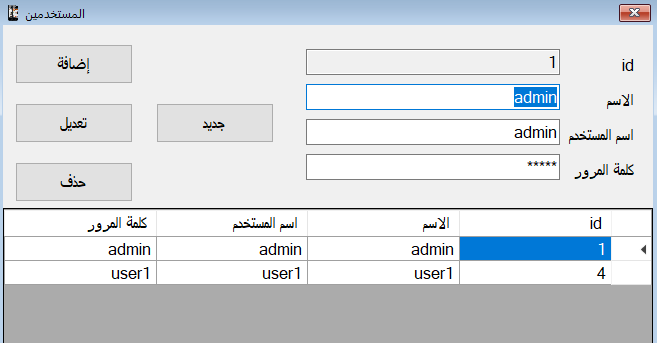 المستخدمين
id 1
الاسم admin
اسم المستخدم admin
كلمة المرور *****
إضافة
جديد تعديل
حذف
id الاسم اسم المستخدم كلمة المرور
1 admin admin admin
4 user1 user1 user1